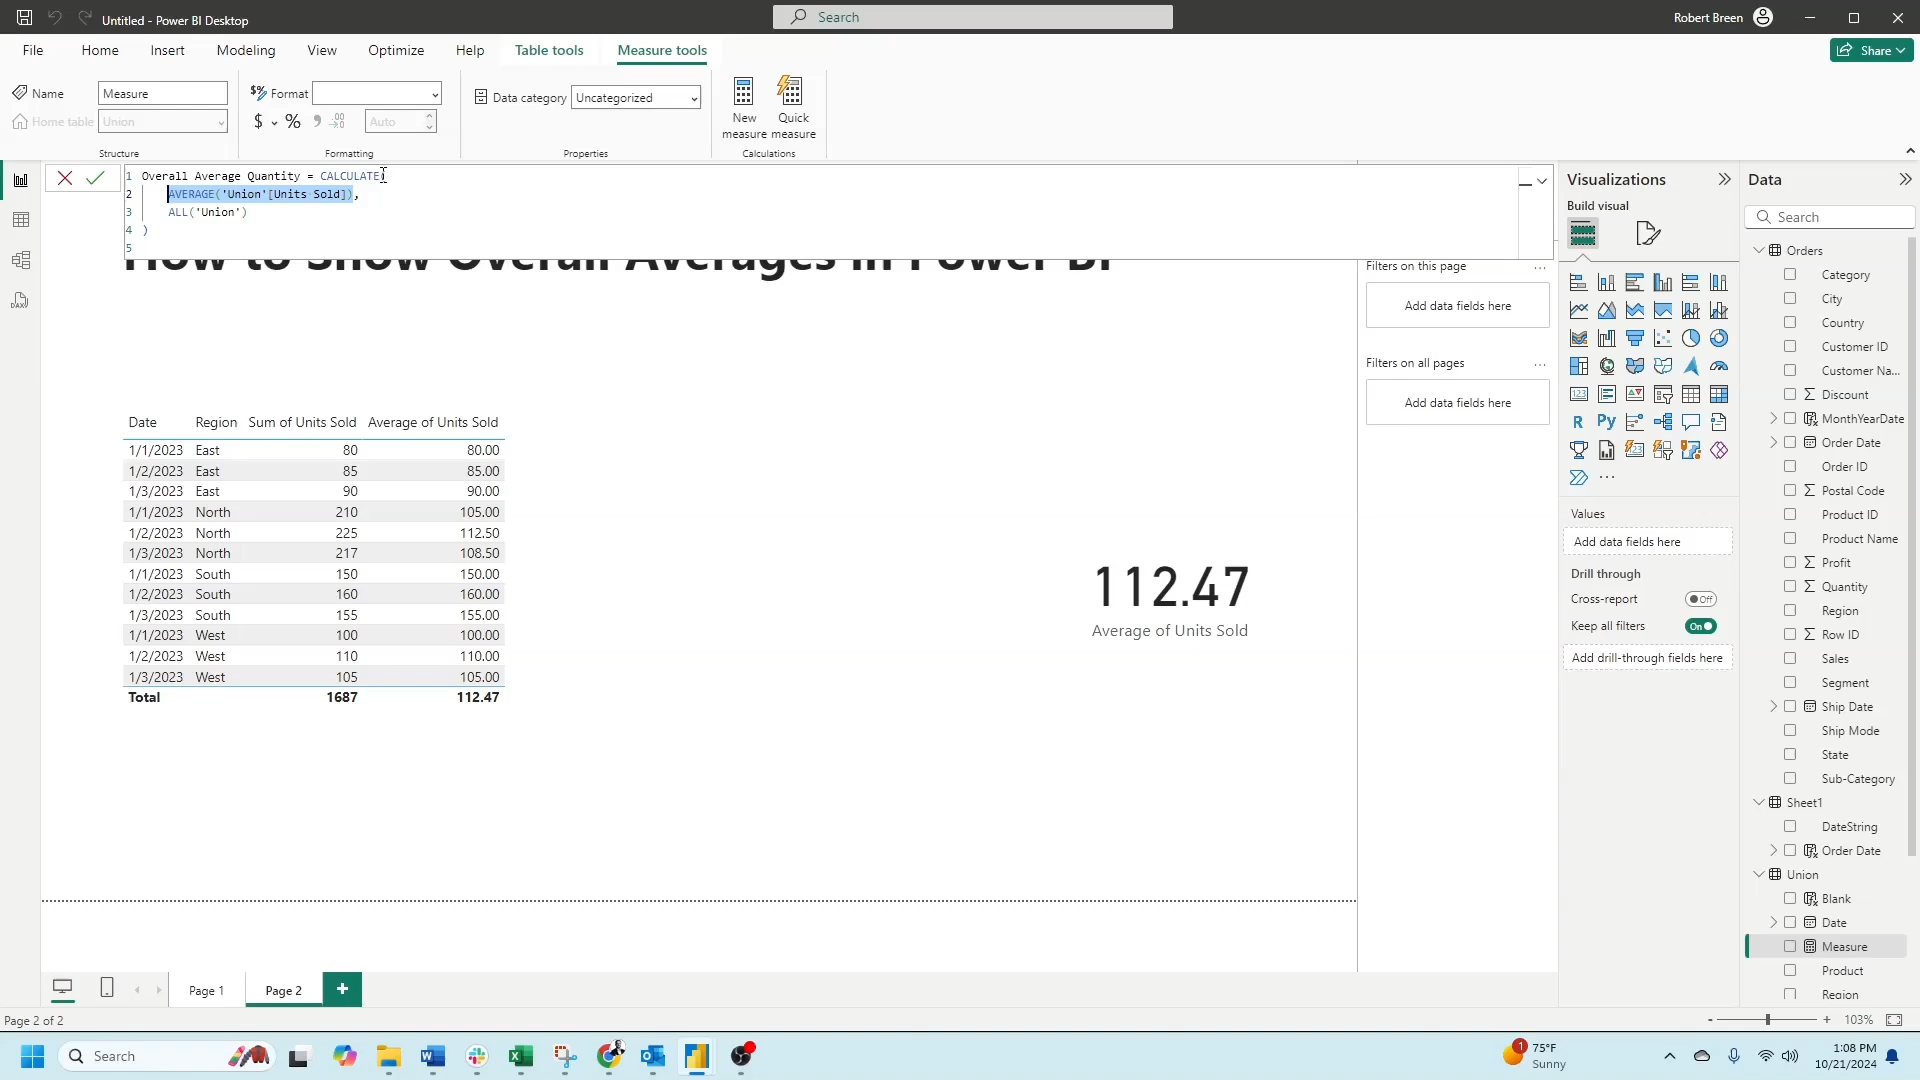 Untitled - Power BI Desktop
Search
Robert Breen
File Home Insert Modeling View Optimize Help Table tools Measure tools
Share
Name Measure
Home table Union
Structure
Format
$ % Auto
Formatting
Data category Uncategorized
Properties
New measure
Quick measure
Calculations
1 Overall Average Quantity = CALCULATE(
2 AVERAGE('Union'[Units Sold]),
3 ALL('Union')
4 )
5
How to Show Overall Averages in Power BI
Date Region Sum of Units Sold Average of Units Sold
1/1/2023 East 80 80.00
1/2/2023 East 85 85.00
1/3/2023 East 90 90.00
1/1/2023 North 210 105.00
1/2/2023 North 225 112.50
1/3/2023 North 217 108.50
1/1/2023 South 150 150.00
1/2/2023 South 160 160.00
1/3/2023 South 155 155.00
1/1/2023 West 100 100.00
1/2/2023 West 110 110.00
1/3/2023 West 105 105.00
Total 1687 112.47
112.47
Average of Units Sold
Filters on this page ...
Add data fields here
Filters on all pages ...
Add data fields here
Visualizations
Build visual
R Py
123
...
Values
Add data fields here
Drill through
Cross-report Off
Keep all filters On
Add drill-through fields here
Data
Search
Orders
Category
City
Country
Customer ID
Customer Na...
Discount
MonthYearDate
Order Date
Order ID
Postal Code
Product ID
Product Name
Profit
Quantity
Region
Row ID
Sales
Segment
Ship Date
Ship Mode
State
Sub-Category
Sheet1
DateString
Order Date
Union
Blank
Date
Measure
Product
Region
DAX
Page 1 Page 2 +
Page 2 of 2
- + 103%
Search
1
75°F
Sunny
1:08 PM
10/21/2024